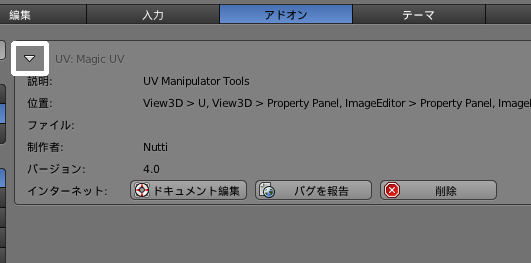 編集 入力 アドオン テーマ
UV: Magic UV
説明: UV Manipulator Tools
位置: View3D > U, View3D > Property Panel, ImageEditor > Property Panel, ImageE
ファイル:
制作者: Nutti
バージョン: 4.0
インターネット: ドキュメント編集 バグを報告 削除